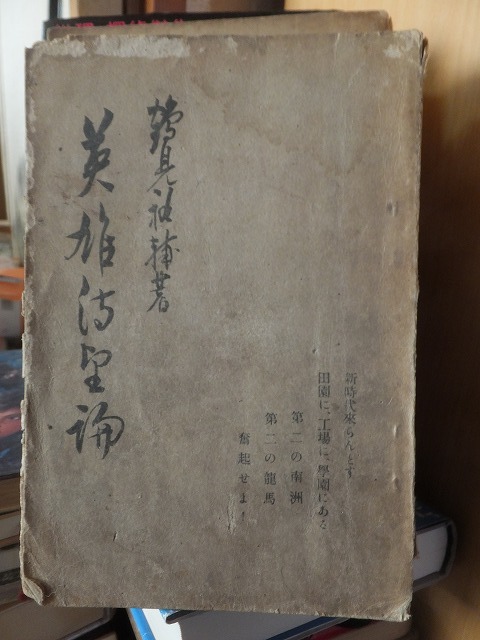 新時代來らんとす
田園に、工場に、學園にある
第二の南洲
第二の龍馬
奮起せよ！
鶴見祐輔著
英雄待望論